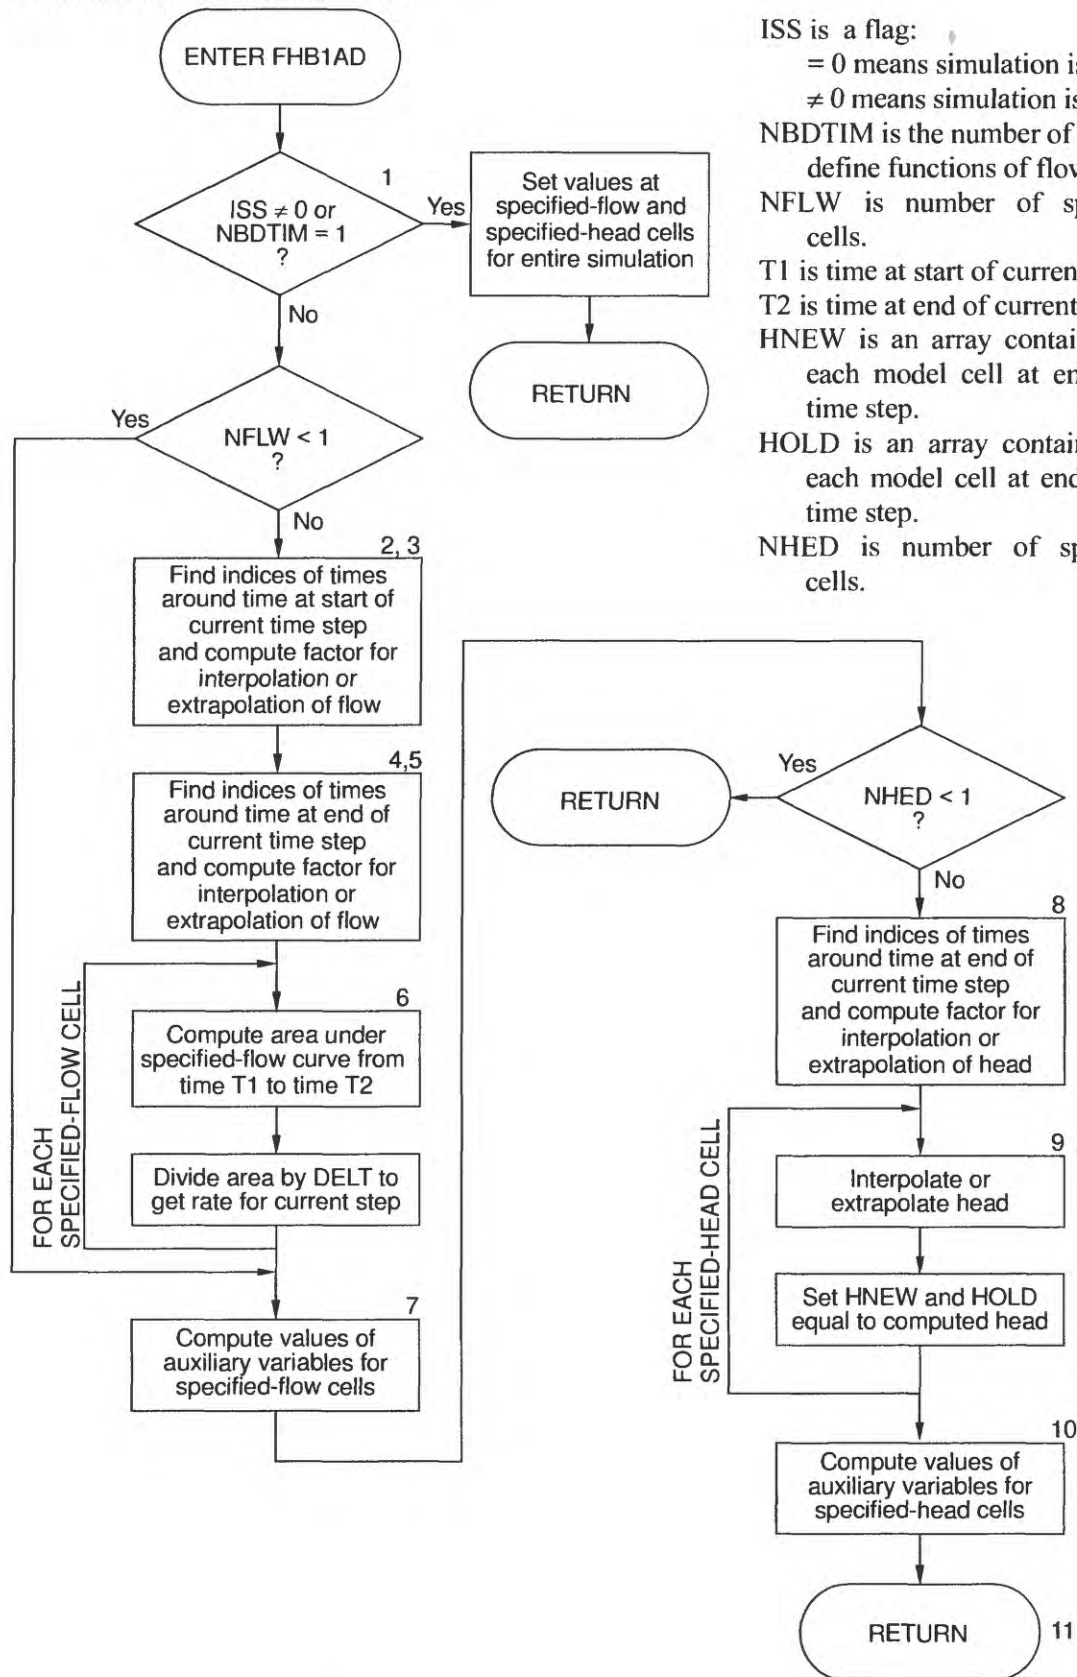 ENTER FHB1AD
1
ISS ≠ 0 or
NBDTIM = 1
?
Yes
No
Set values at
specified-flow and
specified-head cells
for entire simulation
RETURN
Yes
NFLW < 1
?
No
2, 3
Find indices of times
around time at start of
current time step
and compute factor for
interpolation or
extrapolation of flow
4,5
Find indices of times
around time at end of
current time step
and compute factor for
interpolation or
extrapolation of flow
FOR EACH
SPECIFIED-FLOW CELL
6
Compute area under
specified-flow curve from
time T1 to time T2
Divide area by DELT to
get rate for current step
7
Compute values of
auxiliary variables for
specified-flow cells
ISS is a flag:
= 0 means simulation is
≠ 0 means simulation is
NBDTIM is the number of
define functions of flow
NFLW is number of sp
cells.
T1 is time at start of current
T2 is time at end of current
HNEW is an array contai
each model cell at en
time step.
HOLD is an array contai
each model cell at end
time step.
NHED is number of sp
cells.
RETURN
Yes
NHED < 1
?
No
8
Find indices of times
around time at end of
current time step
and compute factor for
interpolation or
extrapolation of head
FOR EACH
SPECIFIED-HEAD CELL
9
Interpolate or
extrapolate head
Set HNEW and HOLD
equal to computed head
10
Compute values of
auxiliary variables for
specified-head cells
RETURN
11